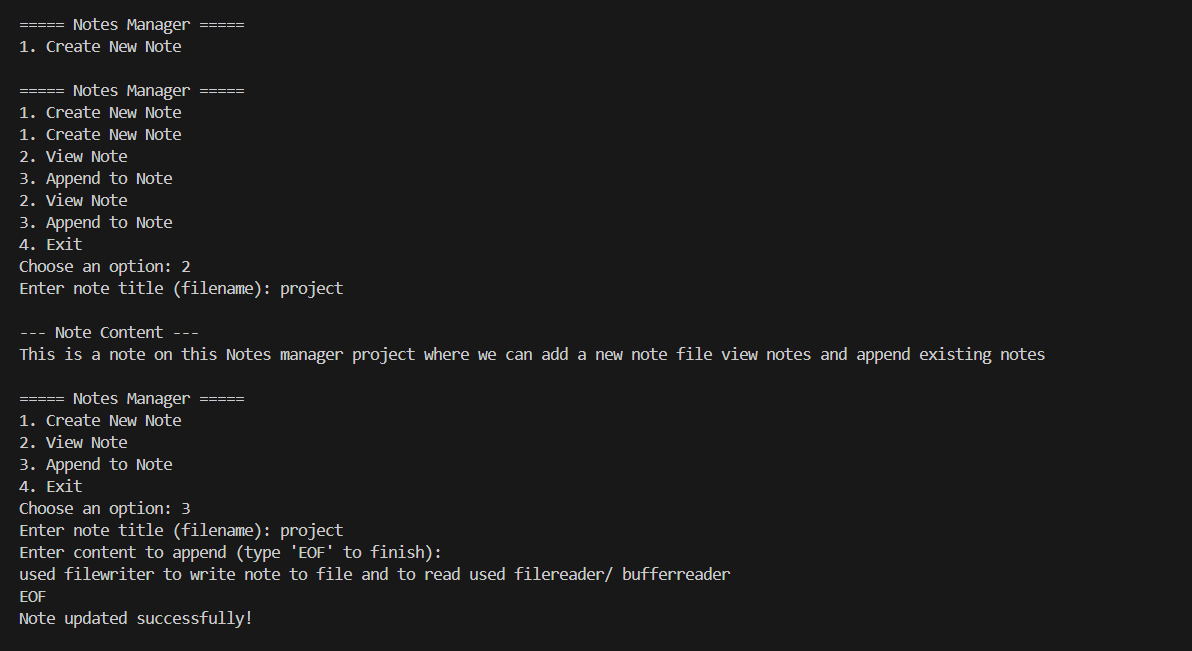 ===== Notes Manager =====
1. Create New Note
===== Notes Manager =====
1. Create New Note
1. Create New Note
2. View Note
3. Append to Note
2. View Note
3. Append to Note
4. Exit
Choose an option: 2
Enter note title (filename): project
--- Note Content ---
This is a note on this Notes manager project where we can add a new note file view notes and append existing notes
===== Notes Manager =====
1. Create New Note
2. View Note
3. Append to Note
4. Exit
Choose an option: 3
Enter note title (filename): project
Enter content to append (type 'EOF' to finish):
used filewriter to write note to file and to read used filereader/ bufferreader
EOF
Note updated successfully!